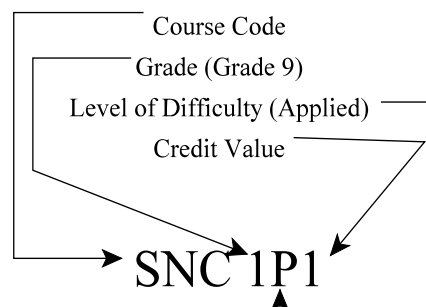 Course Code
Grade (Grade 9)
Level of Difficulty (Applied)
Credit Value
SNC 1P1